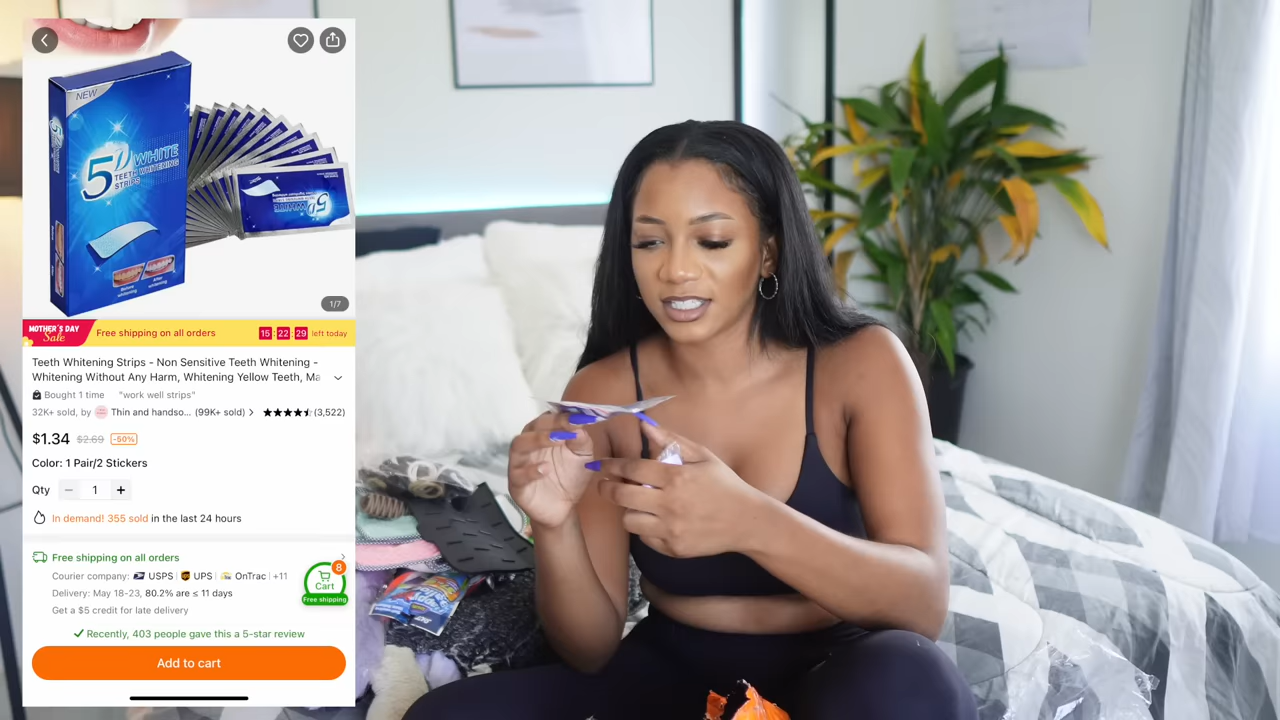 NEW
5D WHITE
TEETH WHITENING
STRIPS
Before
whitening
After
whitening
1/7
MOTHER'S DAY
Sale
Free shipping on all orders
15:22:29 left today
Teeth Whitening Strips - Non Sensitive Teeth Whitening -
Whitening Without Any Harm, Whitening Yellow Teeth, Ma
Bought 1 time "work well strips"
32K+ sold, by Thin and handso... (99K+ sold) (3,522)
$1.34 $2.69 -50%
Color: 1 Pair/2 Stickers
Qty − 1 +
In demand! 355 sold in the last 24 hours
Free shipping on all orders
Courier company: USPS UPS OnTrac +11
Delivery: May 18-23, 80.2% are ≤ 11 days
Get a $5 credit for late delivery
8
Cart
Free shipping
Recently, 403 people gave this a 5-star review
Add to cart